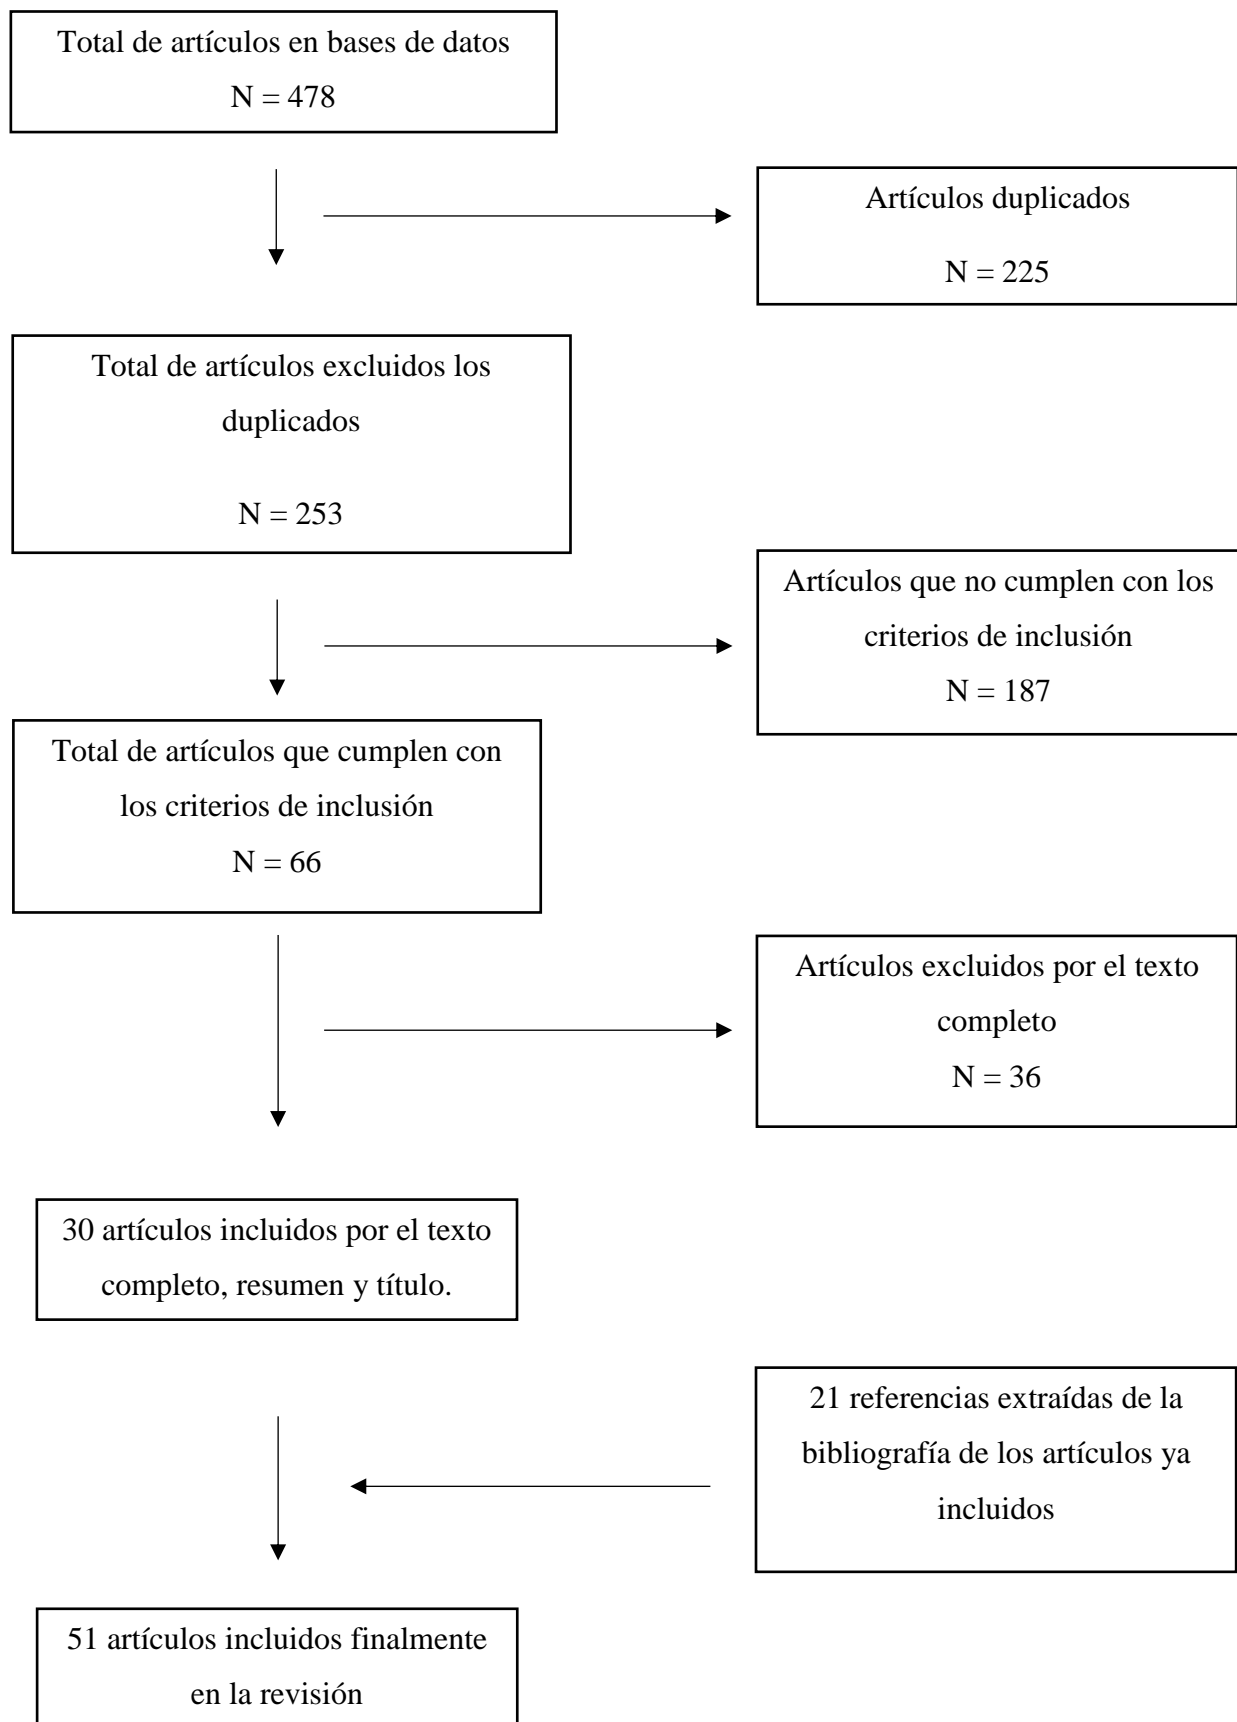 Total de artículos en bases de datos
N = 478
Artículos duplicados
N = 225
Total de artículos excluidos los
duplicados
N = 253
Artículos que no cumplen con los
criterios de inclusión
N = 187
Total de artículos que cumplen con
los criterios de inclusión
N = 66
Artículos excluidos por el texto
completo
N = 36
30 artículos incluidos por el texto
completo, resumen y título.
21 referencias extraídas de la
bibliografía de los artículos ya
incluidos
51 artículos incluidos finalmente
en la revisión